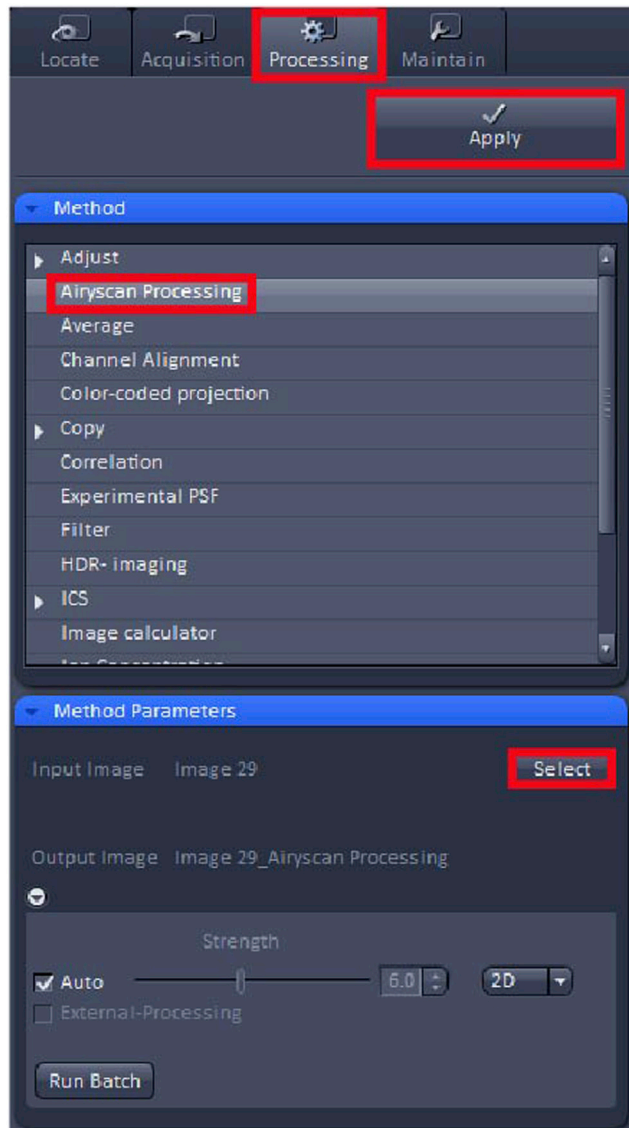 Locate Acquisition Processing Maintain
Apply
Method
Adjust
Airyscan Processing
Average
Channel Alignment
Color-coded projection
Copy
Correlation
Experimental PSF
Filter
HDR- imaging
ICS
Image calculator
Ion Concentration
Method Parameters
Input Image Image 29 Select
Output Image Image 29_Airyscan Processing
Strength
Auto 6.0 2D
External-Processing
Run Batch